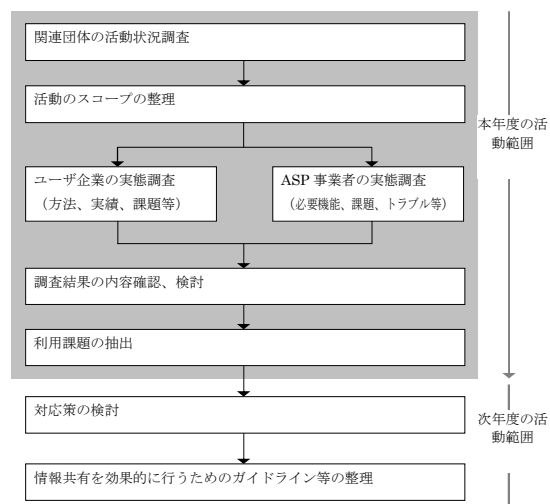 関連団体の活動状況調査
活動のスコープの整理
本年度の活
動範囲
ユーザ企業の実態調査
（方法、実績、課題等）
ASP 事業者の実態調査
（必要機能、課題、トラブル等）
調査結果の内容確認、検討
利用課題の抽出
対応策の検討
次年度の活
動範囲
情報共有を効果的に行うためのガイドライン等の整理